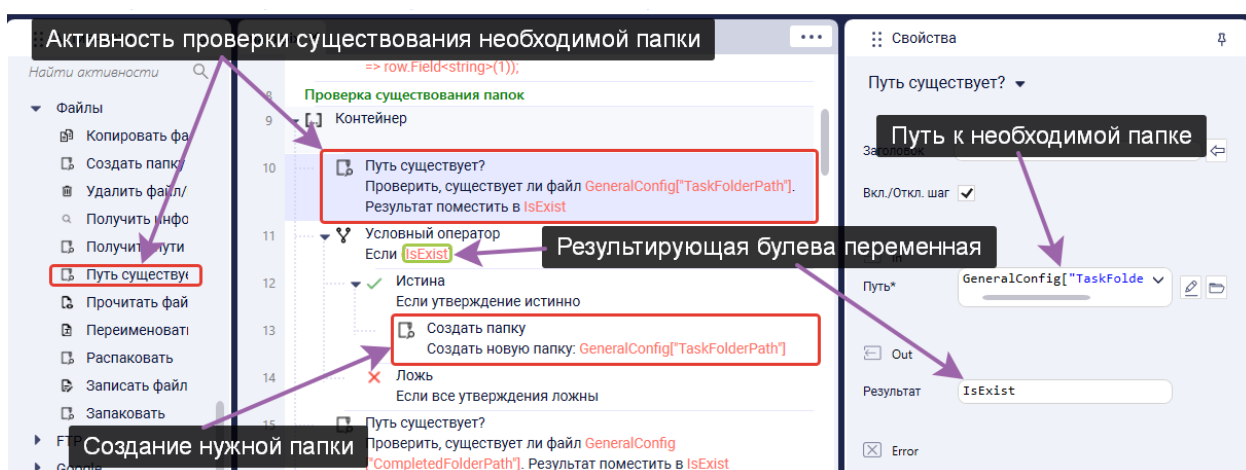 Активность проверки существования необходимой папки
Найти активности
Файлы
Копировать фа
Создать папку
Удалить файл/
Получить инфо
Получить пути
Путь существуе
Прочитать фай
Переименовать
Распаковать
Записать файл
Запаковать
FTP
Google
Создание нужной папки
=> row.Field<string>(1));
8
Проверка существования папок
9
Контейнер
10
Путь существует?
Проверить, существует ли файл GeneralConfig["TaskFolderPath"].
Результат поместить в IsExist
11
Условный оператор
Если IsExist
Результирующая булева переменная
12
Истина
Если утверждение истинно
13
Создать папку
Создать новую папку: GeneralConfig["TaskFolderPath"]
14
Ложь
Если все утверждения ложны
15
Путь существует?
Проверить, существует ли файл GeneralConfig
["CompletedFolderPath"]. Результат поместить в IsExist
Свойства
Путь существует?
Путь к необходимой папке
Заголовок
Вкл./Откл. шаг
In
Путь*
GeneralConfig["TaskFolde
Out
Результат
IsExist
Error